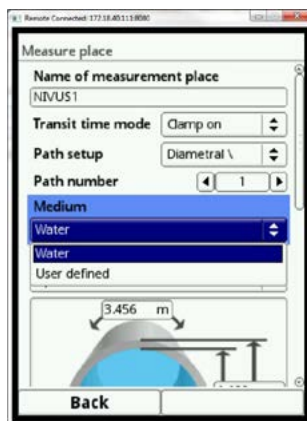 Remote Connected: 172.18.40.111:8080
Measure place
Name of measurement place
NIVUS1
Transit time mode Clamp on
Path setup Diametral \
Path number 1
Medium
Water
Water
User defined
3.456 m
Back